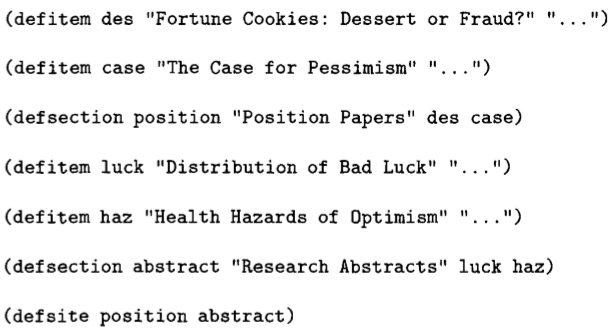 (defitem des "Fortune Cookies: Dessert or Fraud?" "...")
(defitem case "The Case for Pessimism" "...")
(defsection position "Position Papers" des case)
(defitem luck "Distribution of Bad Luck" "...")
(defitem haz "Health Hazards of Optimism" "...")
(defsection abstract "Research Abstracts" luck haz)
(defsite position abstract)